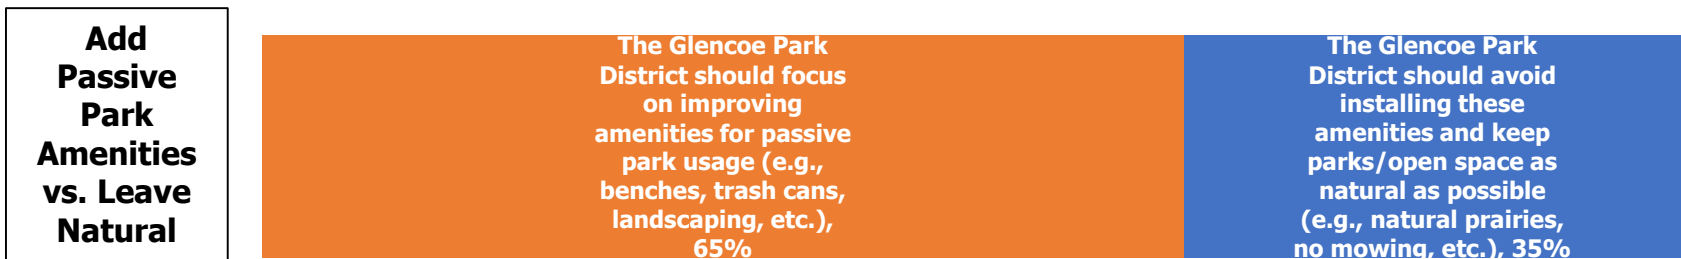 Add
Passive
Park
Amenities
vs. Leave
Natural
The Glencoe Park
District should focus
on improving
amenities for passive
park usage (e.g.,
benches, trash cans,
landscaping, etc.),
65%
The Glencoe Park
District should avoid
installing these
amenities and keep
parks/open space as
natural as possible
(e.g., natural prairies,
no mowing, etc.), 35%